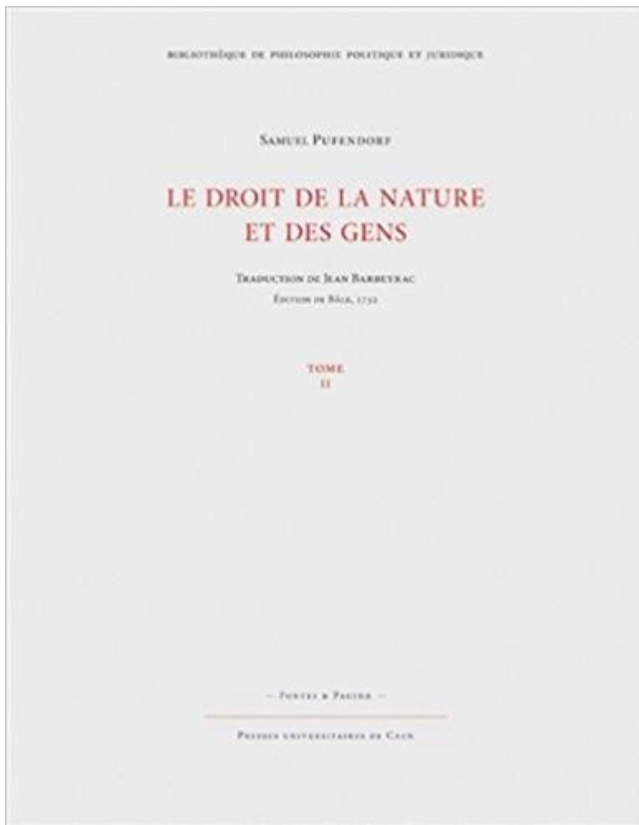 BIBLIOTHÈQUE DE PHILOSOPHIE POLITIQUE ET JURIDIQUE
SAMUEL PUFENDORF
LE DROIT DE LA NATURE
ET DES GENS
TRADUCTION DE JEAN BARBEYRAC
ÉDITION DE BÂLE, 1732
TOME
II
– FONTES & PAGINÆ –
PRESSES UNIVERSITAIRES DE CAEN